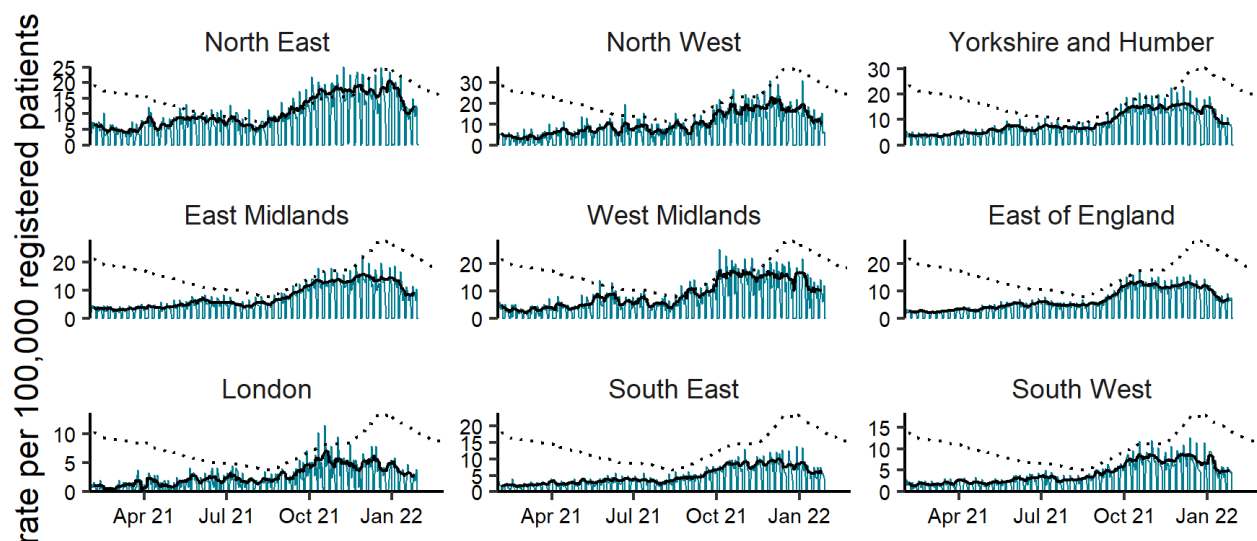 rate per 100,000 registered patients
North East
North West
Yorkshire and Humber
25
20
15
10
5
0
30
20
10
0
30
20
10
0
East Midlands
West Midlands
East of England
20
10
0
20
10
0
20
10
0
London
South East
South West
10
5
0
20
15
10
5
0
15
10
5
0
Apr 21 Jul 21 Oct 21 Jan 22
Apr 21 Jul 21 Oct 21 Jan 22
Apr 21 Jul 21 Oct 21 Jan 22